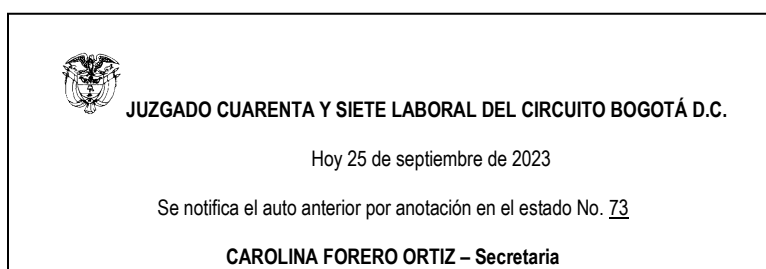 JUZGADO CUARENTA Y SIETE LABORAL DEL CIRCUITO BOGOTÁ D.C.
Hoy 25 de septiembre de 2023
Se notifica el auto anterior por anotación en el estado No. 73
CAROLINA FORERO ORTIZ – Secretaria